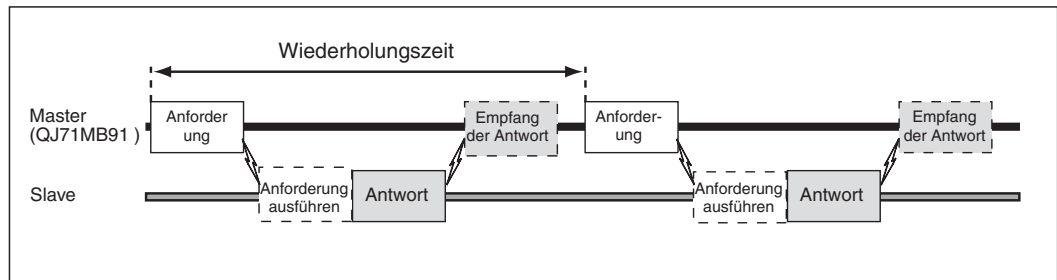 Wiederholungszeit
Master
(QJ71MB91 )
Anforder
ung
Empfang
der Antwort
Anforder-
ung
Empfang
der Antwort
Slave
Anforderung
ausführen
Antwort
Anforderung
ausführen
Antwort